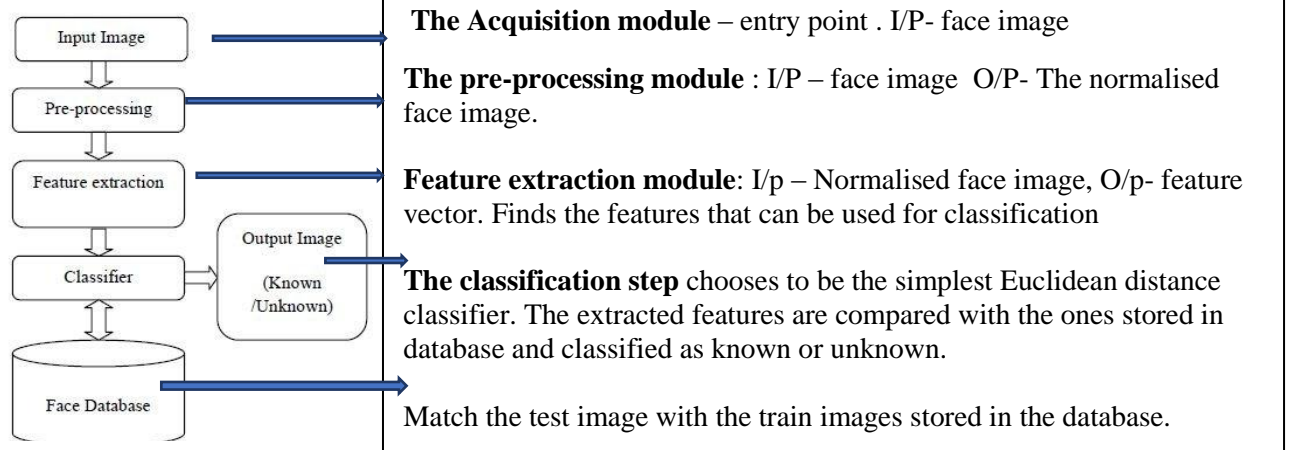 Input Image
Pre-processing
Feature extraction
Classifier
Output Image
(Known
/Unknown)
Face Database
The Acquisition module – entry point . I/P- face image
The pre-processing module : I/P – face image O/P- The normalised
face image.
Feature extraction module: I/p – Normalised face image, O/p- feature
vector. Finds the features that can be used for classification
The classification step chooses to be the simplest Euclidean distance
classifier. The extracted features are compared with the ones stored in
database and classified as known or unknown.
Match the test image with the train images stored in the database.